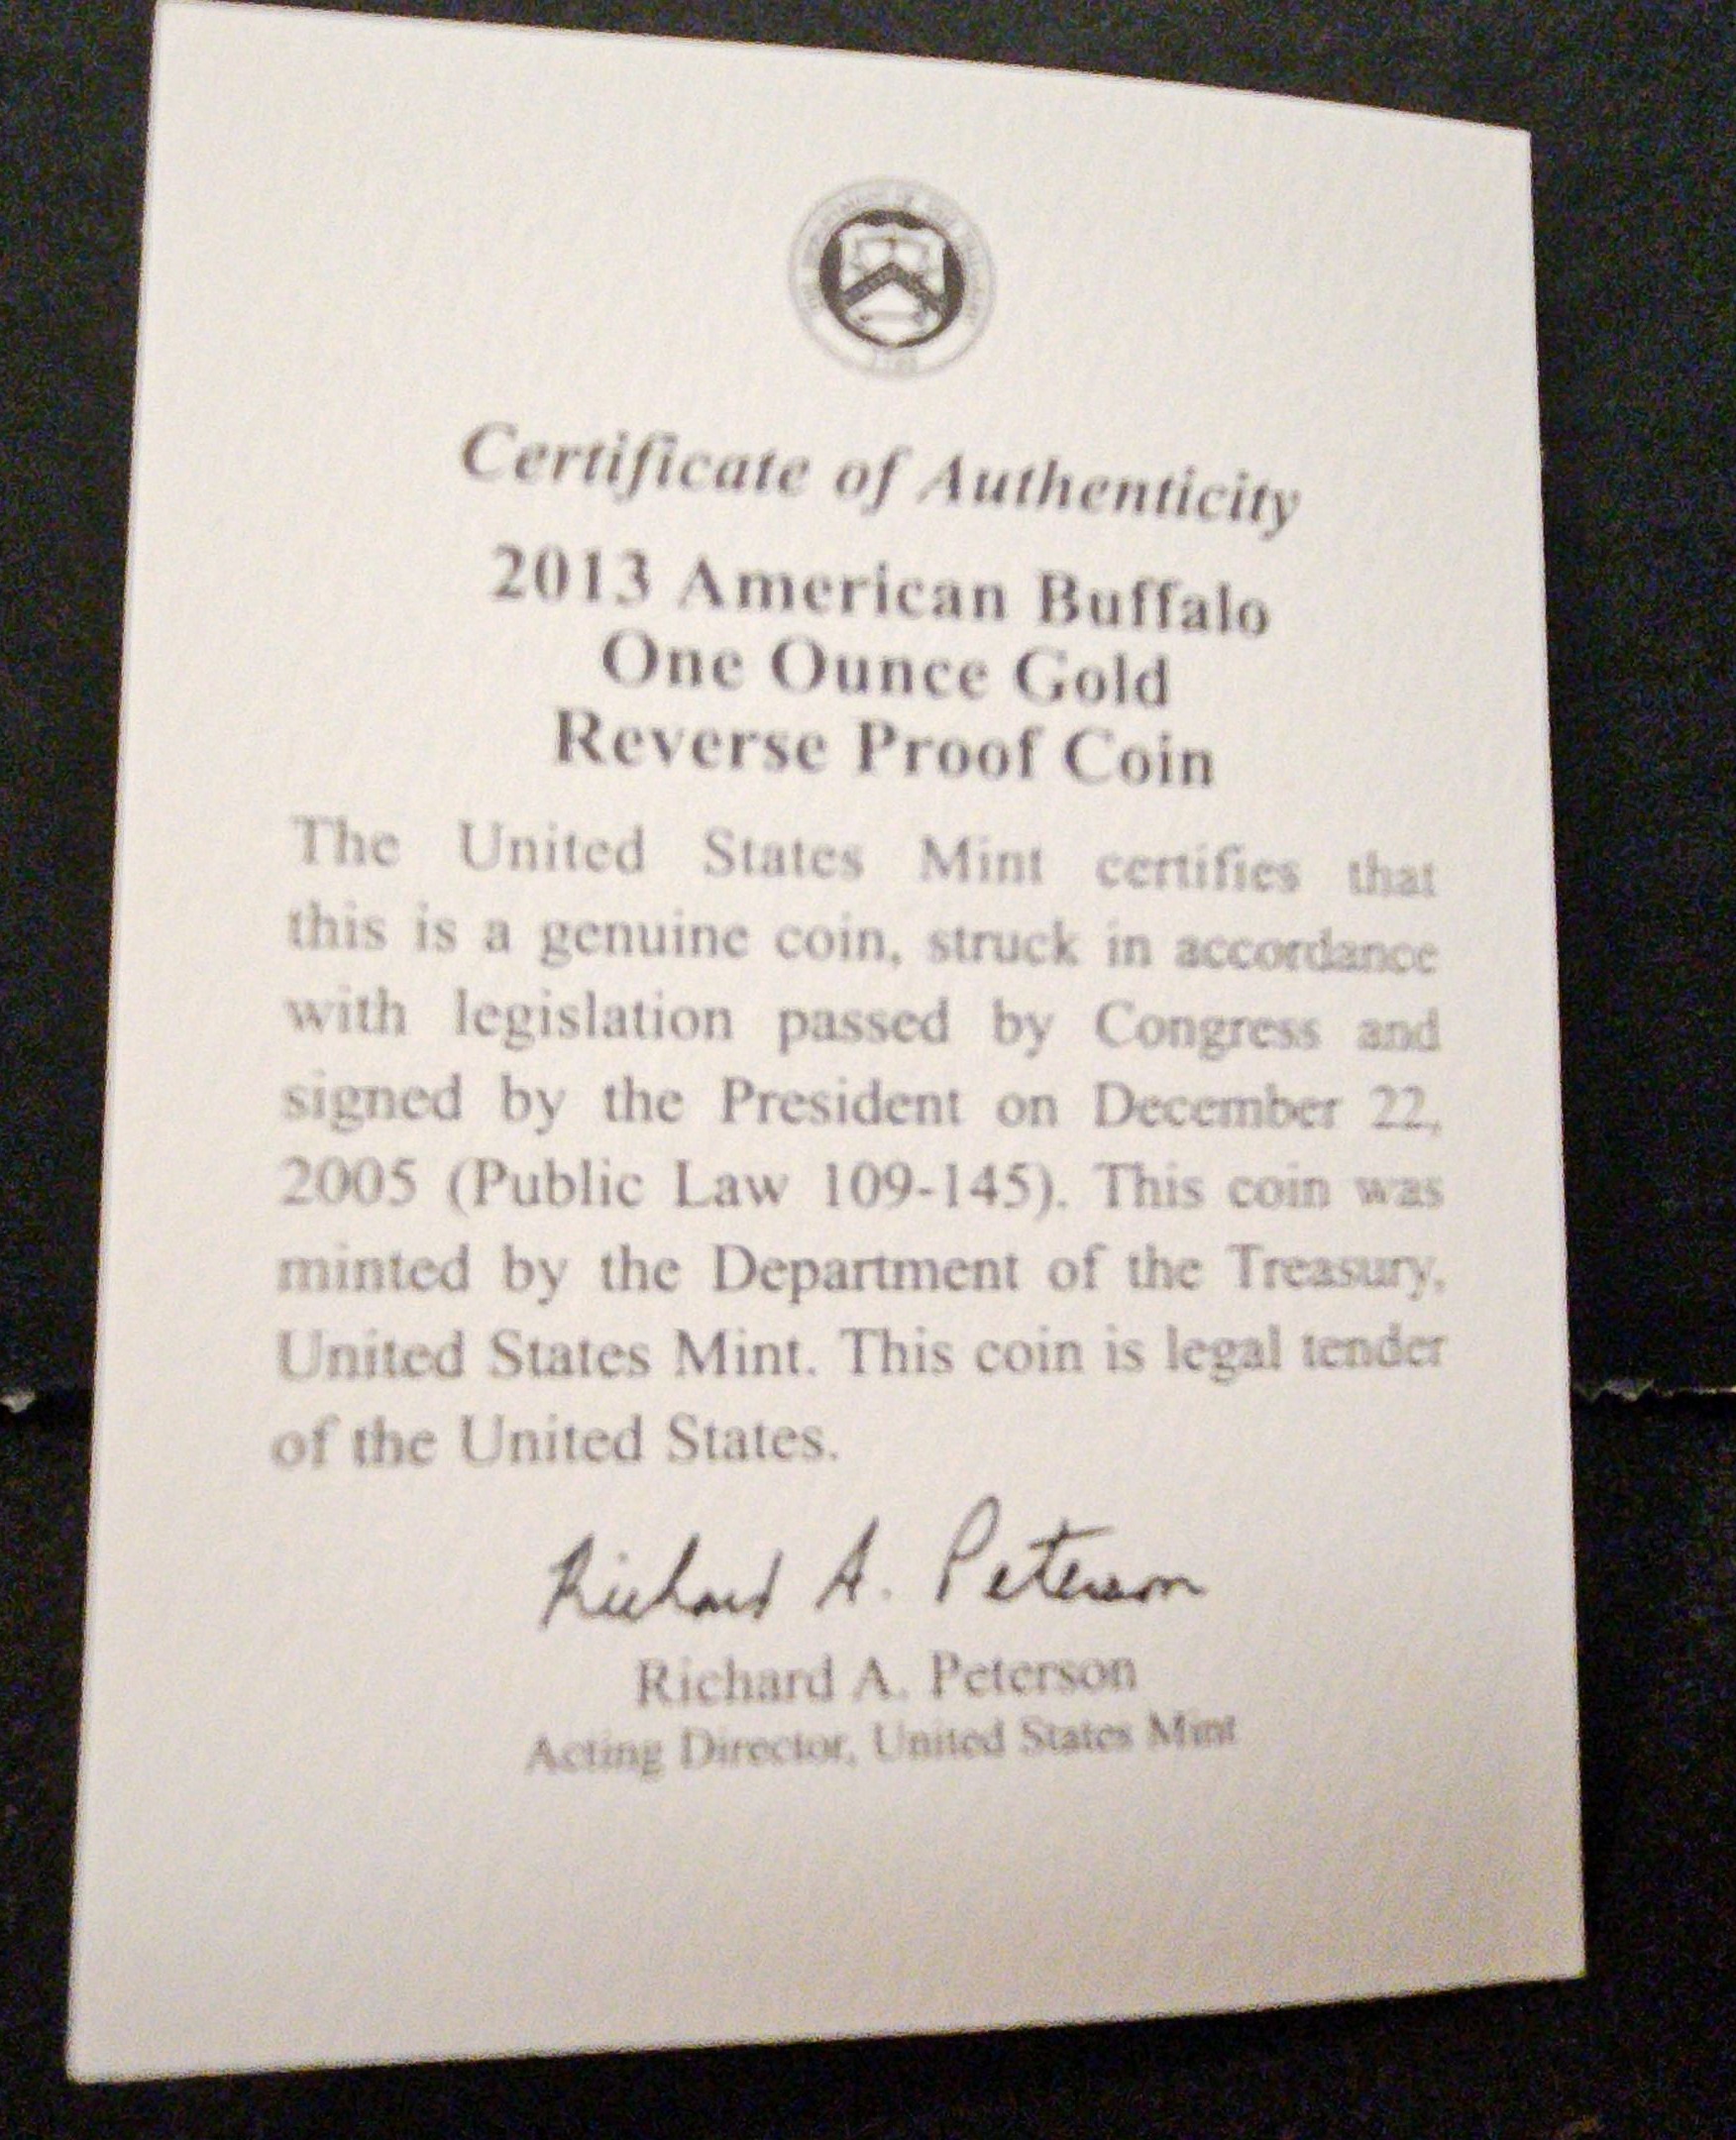 Certificate of Authenticity
2013 American Buffalo
One Ounce Gold
Reverse Proof Coin
The United States Mint certifies that
this is a genuine coin, struck in accordance
with legislation passed by Congress and
signed by the President on December 22,
2005 (Public Law 109-145). This coin was
minted by the Department of the Treasury,
United States Mint. This coin is legal tender
of the United States.
Richard A. Peterson
Richard A. Peterson
Acting Director, United States Mint